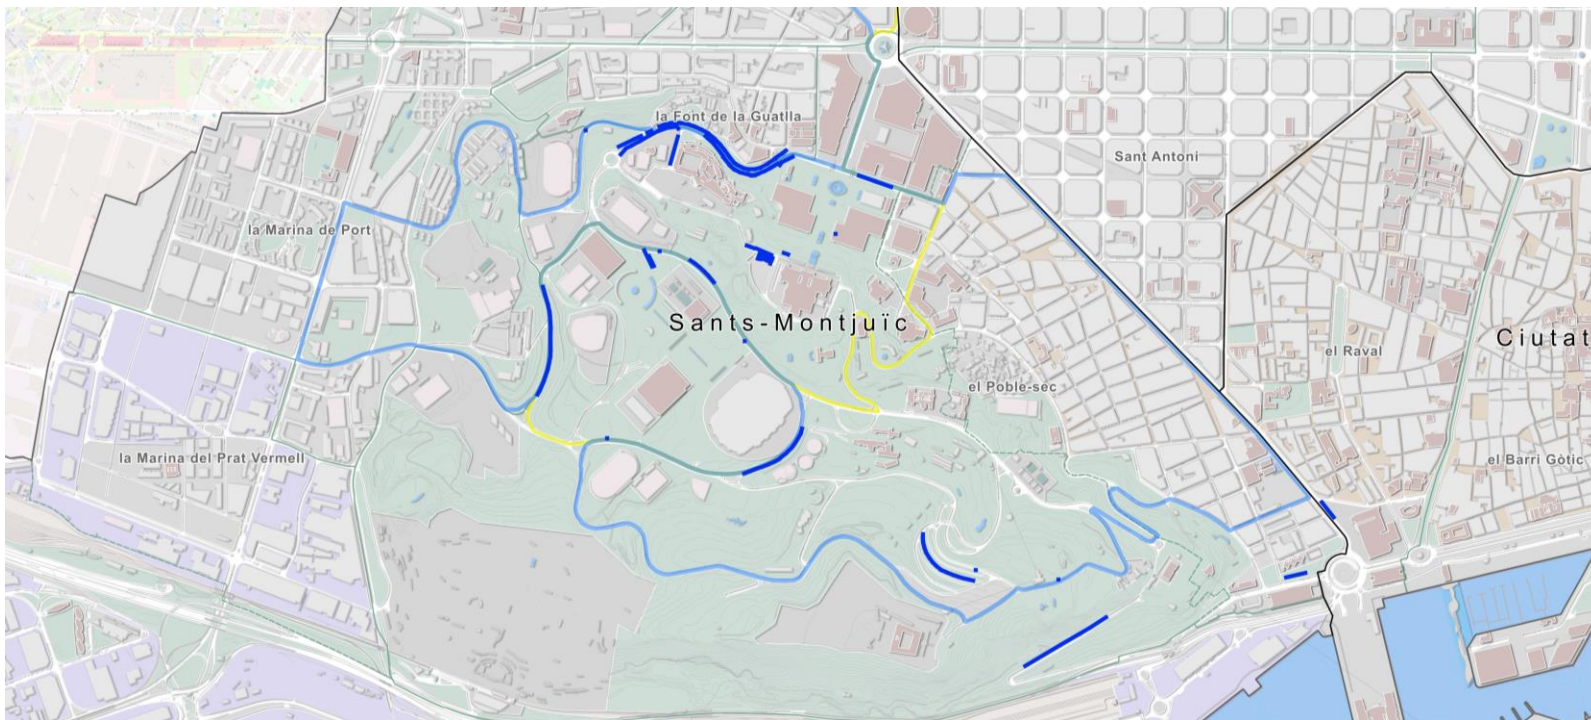 la Font de la Guatlla
Sant Antoni
la Marina de Port
Sants-Montjuïc
Ciutat
el Raval
el Poble-sec
la Marina del Prat Vermell
el Barri Gòtic